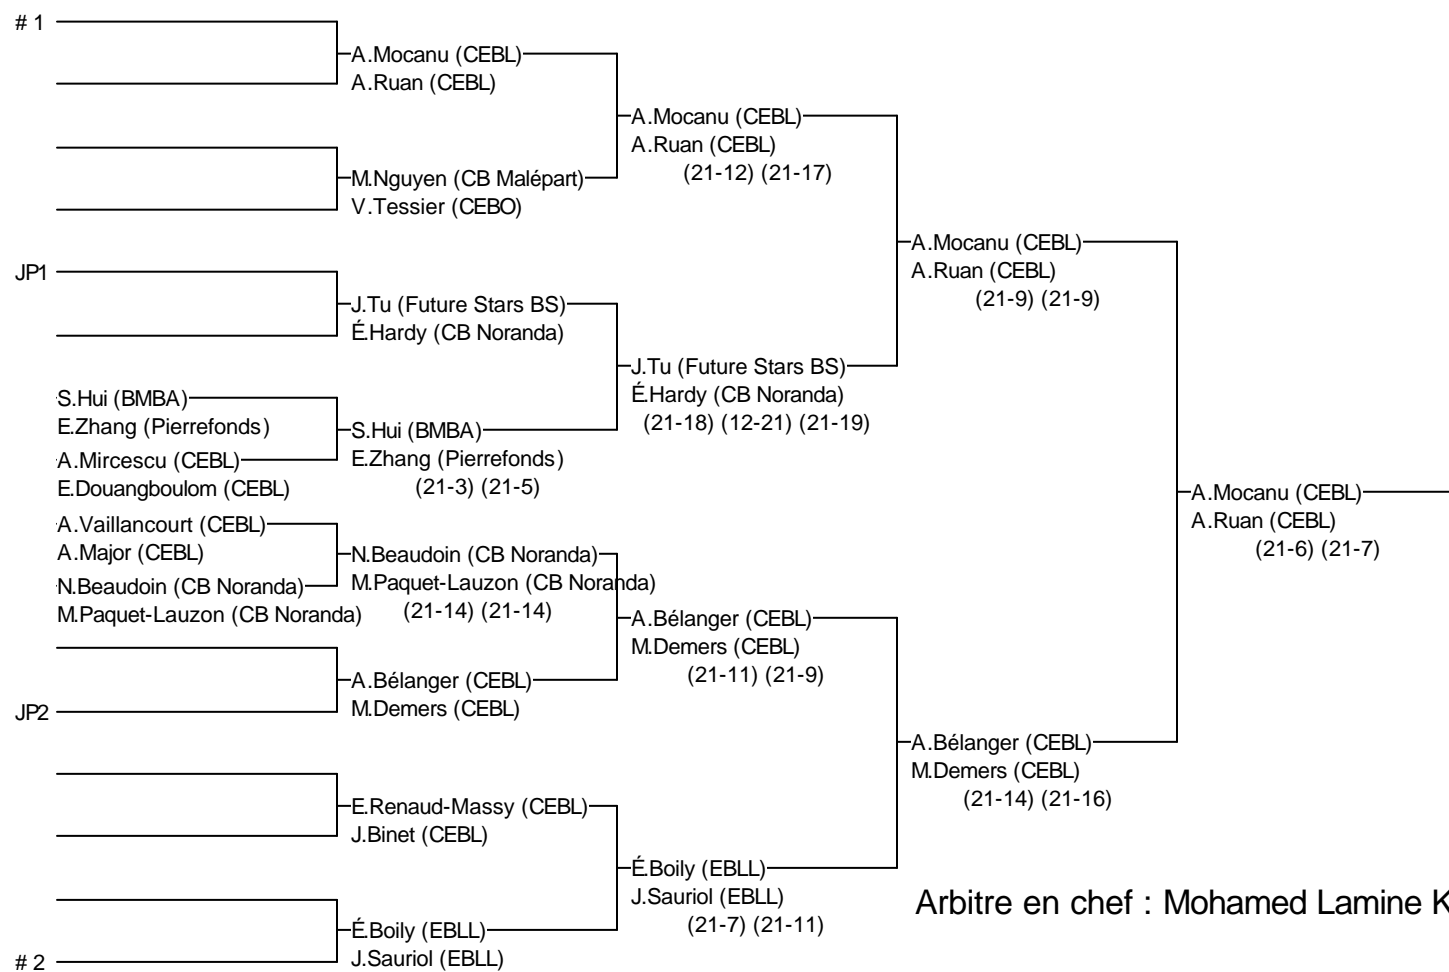 # 1
A.Mocanu (CEBL)
A.Ruan (CEBL)
A.Mocanu (CEBL)
A.Ruan (CEBL)
(21-12) (21-17)
M.Nguyen (CB Malépart)
V.Tessier (CEBO)
A.Mocanu (CEBL)
A.Ruan (CEBL)
(21-9) (21-9)
JP1
J.Tu (Future Stars BS)
É.Hardy (CB Noranda)
J.Tu (Future Stars BS)
É.Hardy (CB Noranda)
(21-18) (12-21) (21-19)
S.Hui (BMBA)
E.Zhang (Pierrefonds)
S.Hui (BMBA)
E.Zhang (Pierrefonds)
(21-3) (21-5)
A.Mircescu (CEBL)
E.Douangboulom (CEBL)
A.Mocanu (CEBL)
A.Ruan (CEBL)
(21-6) (21-7)
A.Vaillancourt (CEBL)
A.Major (CEBL)
N.Beaudoin (CB Noranda)
M.Paquet-Lauzon (CB Noranda)
(21-14) (21-14)
N.Beaudoin (CB Noranda)
M.Paquet-Lauzon (CB Noranda)
A.Bélanger (CEBL)
M.Demers (CEBL)
(21-11) (21-9)
A.Bélanger (CEBL)
M.Demers (CEBL)
JP2
A.Bélanger (CEBL)
M.Demers (CEBL)
(21-14) (21-16)
E.Renaud-Massy (CEBL)
J.Binet (CEBL)
É.Boily (EBLL)
J.Sauriol (EBLL)
(21-7) (21-11)
Arbitre en chef : Mohamed Lamine K
É.Boily (EBLL)
J.Sauriol (EBLL)
# 2